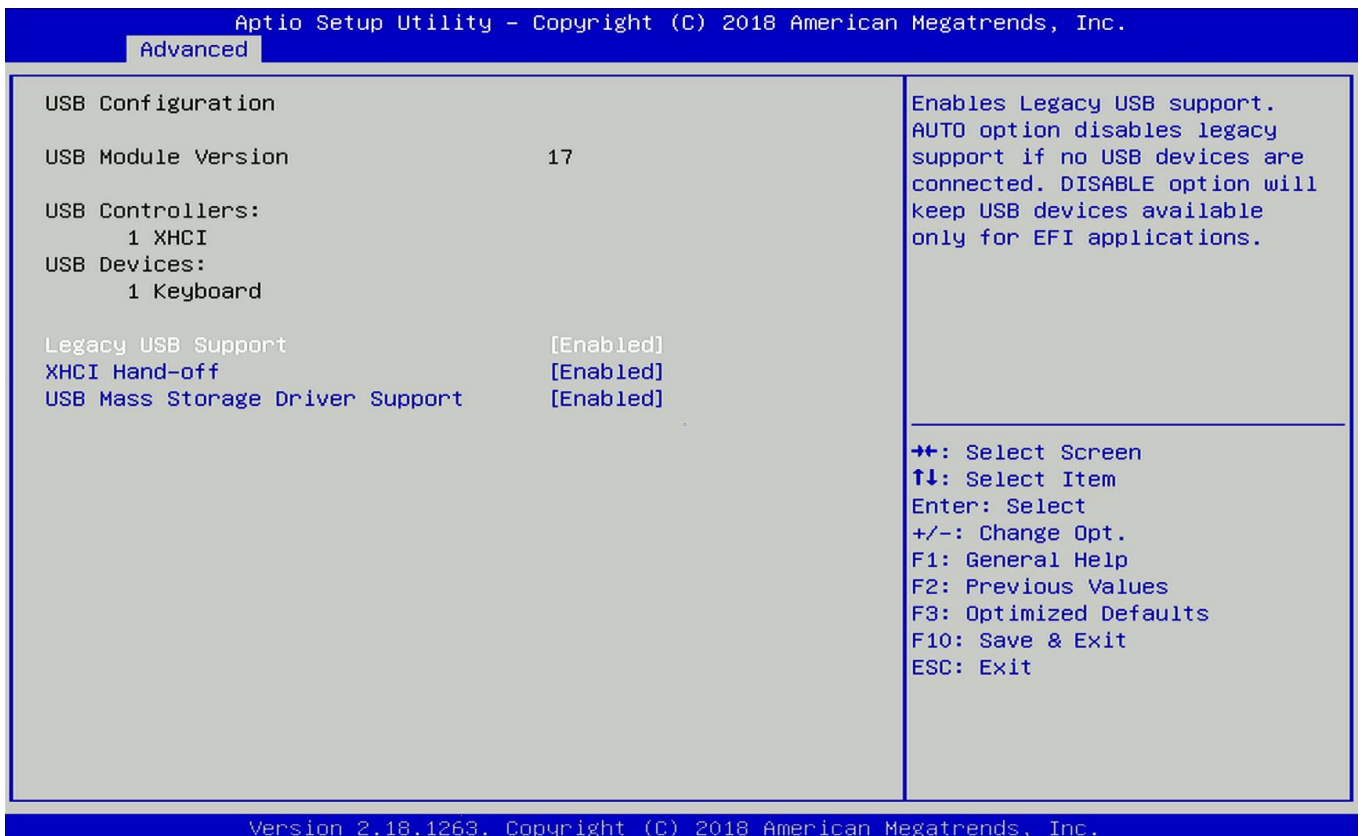 Aptio Setup Utility – Copyright (C) 2018 American Megatrends, Inc.
Advanced
USB Configuration
USB Module Version 17
USB Controllers:
1 XHCI
USB Devices:
1 Keyboard
Legacy USB Support [Enabled]
XHCI Hand-off [Enabled]
USB Mass Storage Driver Support [Enabled]
Enables Legacy USB support.
AUTO option disables legacy
support if no USB devices are
connected. DISABLE option will
keep USB devices available
only for EFI applications.
→←: Select Screen
↑↓: Select Item
Enter: Select
+/-: Change Opt.
F1: General Help
F2: Previous Values
F3: Optimized Defaults
F10: Save & Exit
ESC: Exit
Version 2.18.1263. Copyright (C) 2018 American Megatrends, Inc.